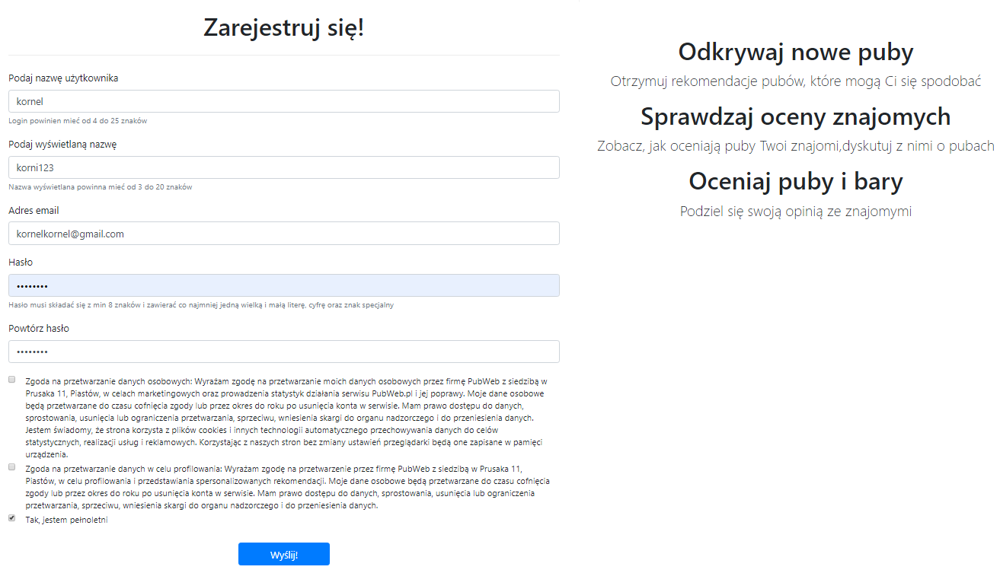 Zarejestruj się!
Podaj nazwę użytkownika
kornel
Login powinien mieć od 4 do 25 znaków
Podaj wyświetlaną nazwę
korni123
Nazwa wyświetlana powinna mieć od 3 do 20 znaków
Adres email
kornelkornel@gmail.com
Hasło
••••••••
Hasło musi składać się z min 8 znaków i zawierać co najmniej jedną wielką i małą literę, cyfrę oraz znak specjalny
Powtórz hasło
••••••••
Zgoda na przetwarzanie danych osobowych: Wyrażam zgodę na przetwarzanie moich danych osobowych przez firmę PubWeb z siedzibą w
Prusaka 11, Piastów, w celach marketingowych oraz prowadzenia statystyk działania serwisu PubWeb.pl i jej poprawy. Moje dane osobowe
będą przetwarzane do czasu cofnięcia zgody lub przez okres do roku po usunięcia konta w serwisie. Mam prawo dostępu do danych,
sprostowania, usunięcia lub ograniczenia przetwarzania, sprzeciwu, wniesienia skargi do organu nadzorczego i do przeniesienia danych.
Jestem świadomy, że strona korzysta z plików cookies i innych technologii automatycznego przechowywania danych do celów
statystycznych, realizacji usług i reklamowych. Korzystając z naszych stron bez zmiany ustawień przeglądarki będą one zapisane w pamięci
urządzenia.
Zgoda na przetwarzanie danych w celu profilowania: Wyrażam zgodę na przetwarzenie przez firmę PubWeb z siedzibą w Prusaka 11,
Piastów, w celu profilowania i przedstawiania spersonalizowanych rekomendacji. Moje dane osobowe będą przetwarzane do czasu cofnięcia
zgody lub przez okres do roku po usunięcia konta w serwisie. Mam prawo dostępu do danych, sprostowania, usunięcia lub ograniczenia
przetwarzania, sprzeciwu, wniesienia skargi do organu nadzorczego i do przeniesienia danych.
Tak, jestem pełnoletni
Wyślij!
Odkrywaj nowe puby
Otrzymuj rekomendacje pubów, które mogą Ci się spodobać
Sprawdzaj oceny znajomych
Zobacz, jak oceniają puby Twoi znajomi,dyskutuj z nimi o pubach
Oceniaj puby i bary
Podziel się swoją opinią ze znajomymi